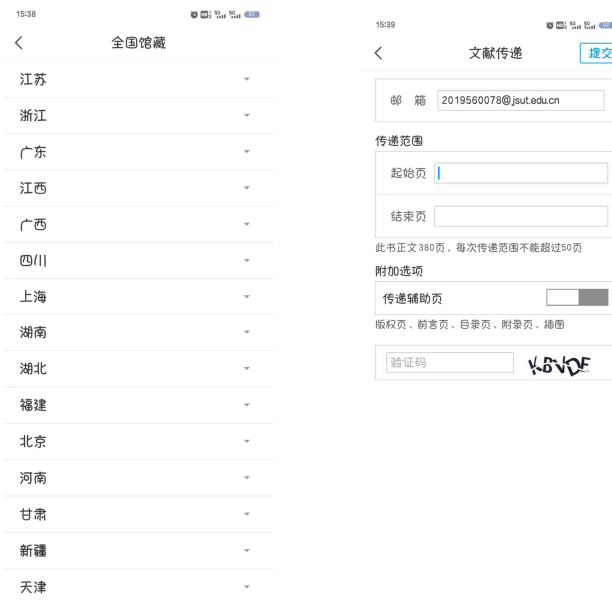 15:38
全国馆藏
江苏
浙江
广东
江西
广西
四川
上海
湖南
湖北
福建
北京
河南
甘肃
新疆
天津
15:39
文献传递
提交
邮 箱 2019560078@jsut.edu.cn
传递范围
起始页
结束页
此书正文380页，每次传递范围不能超过50页
附加选项
传递辅助页
版权页、前言页、目录页、附录页、插图
验证码